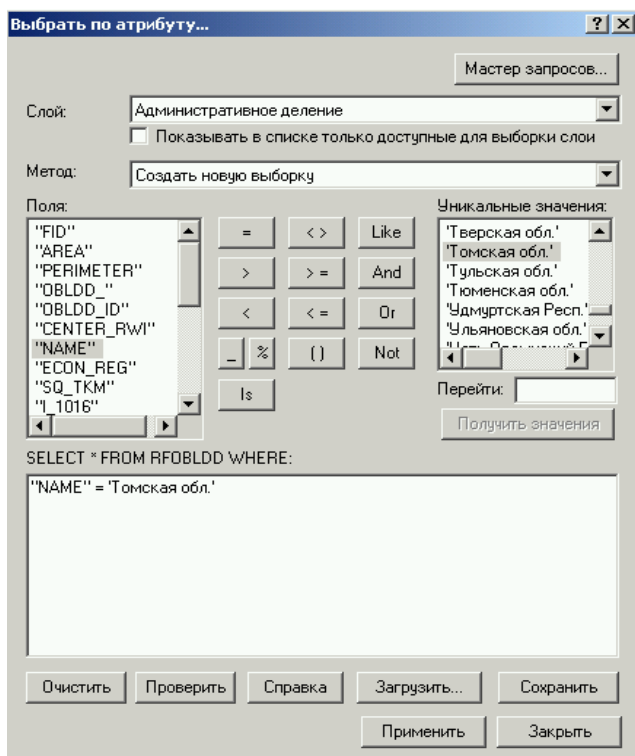 Выбрать по атрибуту...
Мастер запросов...
Слой:
Административное деление
Показывать в списке только доступные для выборки слои
Метод:
Создать новую выборку
Поля:
"FID"
"AREA"
"PERIMETER"
"OBLDD_"
"OBLDD_ID"
"CENTER_RWI"
"NAME"
"ECON_REG"
"SQ_TKM"
"I_1016"
= < > Like
> > = And
< < = Or
_ % ( ) Not
Is
Уникальные значения:
'Тверская обл.'
'Томская обл.'
'Тульская обл.'
'Тюменская обл.'
'Удмуртская Респ.'
'Ульяновская обл.'
Перейти:
Получить значения
SELECT * FROM RFOBLDD WHERE:
"NAME" = 'Томская обл.'
Очистить Проверить Справка Загрузить... Сохранить
Применить Закрыть